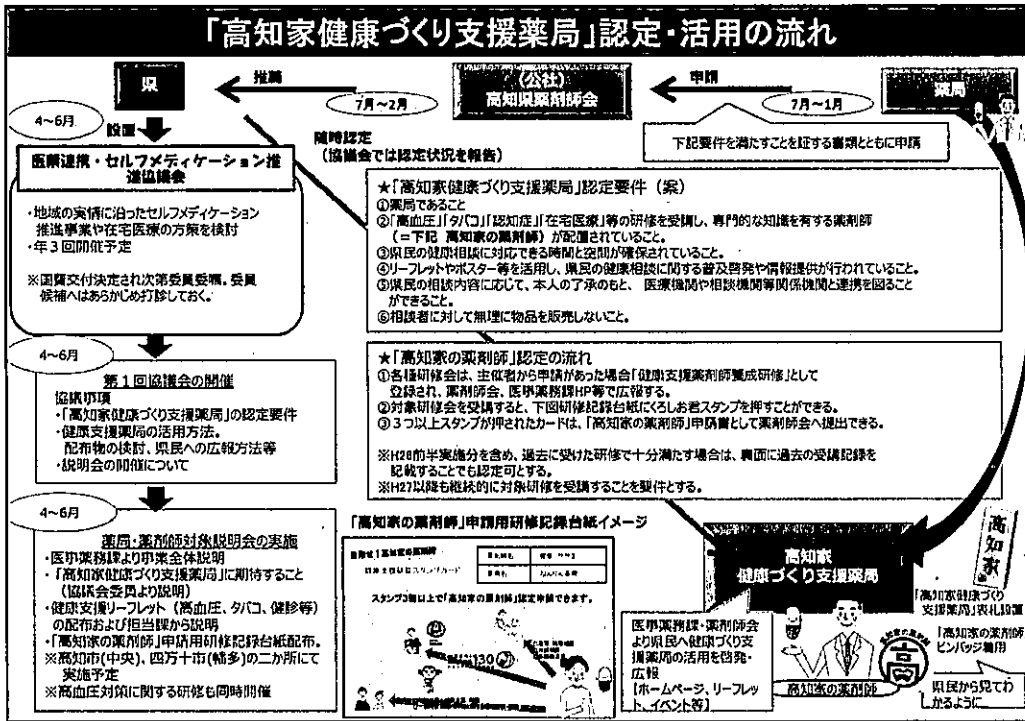 「高知家健康づくり支援薬局」認定・活用の流れ
県
推薦
7月~2月
(公社)
高知県薬剤師会
申請
7月~1月
薬局
4~6月
設置
随時認定
(協議会では認定状況を報告)
下記要件を満たすことを証する書類とともに申請
医薬連携・セルフメディケーション推
進協議会
・地域の実情に沿ったセルフメディケーション
推進事業や在宅医療の方策を検討
・年3回開催予定
※国費交付決定され次第委員委嘱。委員
候補へはあらかじめ打診しておく。
★「高知家健康づくり支援薬局」認定要件(案)
①薬局であること
②「高血圧」「タバコ」「認知症」「在宅医療」等の研修を受講し、専門的な知識を有する薬剤師
(=下記 高知家の薬剤師)が配置されていること。
③県民の健康相談に対応できる時間と空間が確保されていること。
④リーフレットやポスター等を活用し、県民の健康相談に関する普及啓発や情報提供が行われていること。
⑤県民の相談内容に応じて、本人の了承のもと、医療機関や相談機関等関係機関と連携を図ること
ができること。
⑥相談者に対して無理に物品を販売しないこと。
4~6月
第1回協議会の開催
協議事項
・「高知家健康づくり支援薬局」の認定要件
・健康支援薬局の活用方法。
配布物の検討、県民への広報方法等
・説明会の開催について
★「高知家の薬剤師」認定の流れ
①各種研修会は、主催者から申請があった場合「健康支援薬剤師養成研修」として
登録され、薬剤師会、医事薬務課HP等で広報する。
②対象研修会を受講すると、下図研修記録台紙にくろしお君スタンプを押すことができる。
③3つ以上スタンプが押されたカードは、「高知家の薬剤師」申請書として薬剤師会へ提出できる。
※H26前半実施分を含め、過去に受けた研修で十分満たす場合は、裏面に過去の受講記録を
記載することでも認定可とする。
※H27以降も継続的に対象研修を受講することを要件とする。
4~6月
薬局・薬剤師対象説明会の実施
・医事薬務課より事業全体説明
・「高知家健康づくり支援薬局」に期待すること
(協議会委員より説明)
・健康支援リーフレット(高血圧、タバコ、健診等)
の配布および担当課から説明
・「高知家の薬剤師」申請用研修記録台紙配布。
※高知市(中央)、四万十市(幡多)の二か所にて
実施予定
※高血圧対策に関する研修も同時開催
「高知家の薬剤師」申請用研修記録台紙イメージ
目指せ!高知家の薬剤師
スタンプ3個以上で「高知家の薬剤師」認定申請できます。
130
高知家
健康づくり支援薬局
医事薬務課・薬剤師会
より県民へ健康づくり支
援薬局の活用を啓発・
広報
【ホームページ、リーフレッ
ト、イベント等】
高知家の薬剤師
高知家の薬剤師
高
高知家
「高知家健康づくり
支援薬局」表札設置
「高知家の薬剤師」
ピンバッジ着用
県民から見てわ
かるように